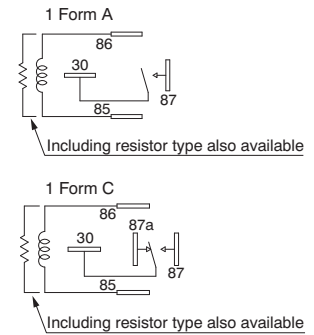 1 Form A
86
30
85
87
Including resistor type also available
1 Form C
86
87a
30
85
87
Including resistor type also available